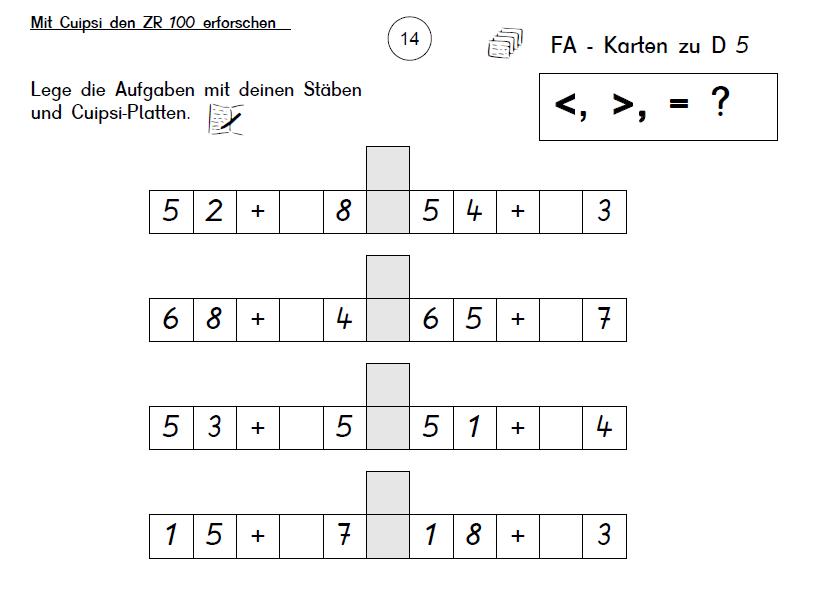 Mit Cuipsi den ZR 100 erforschen
14
FA - Karten zu D 5
Lege die Aufgaben mit deinen Stäben
und Cuipsi-Platten.
<, >, = ?
5 2 + 8 5 4 + 3
6 8 + 4 6 5 + 7
5 3 + 5 5 1 + 4
1 5 + 7 1 8 + 3